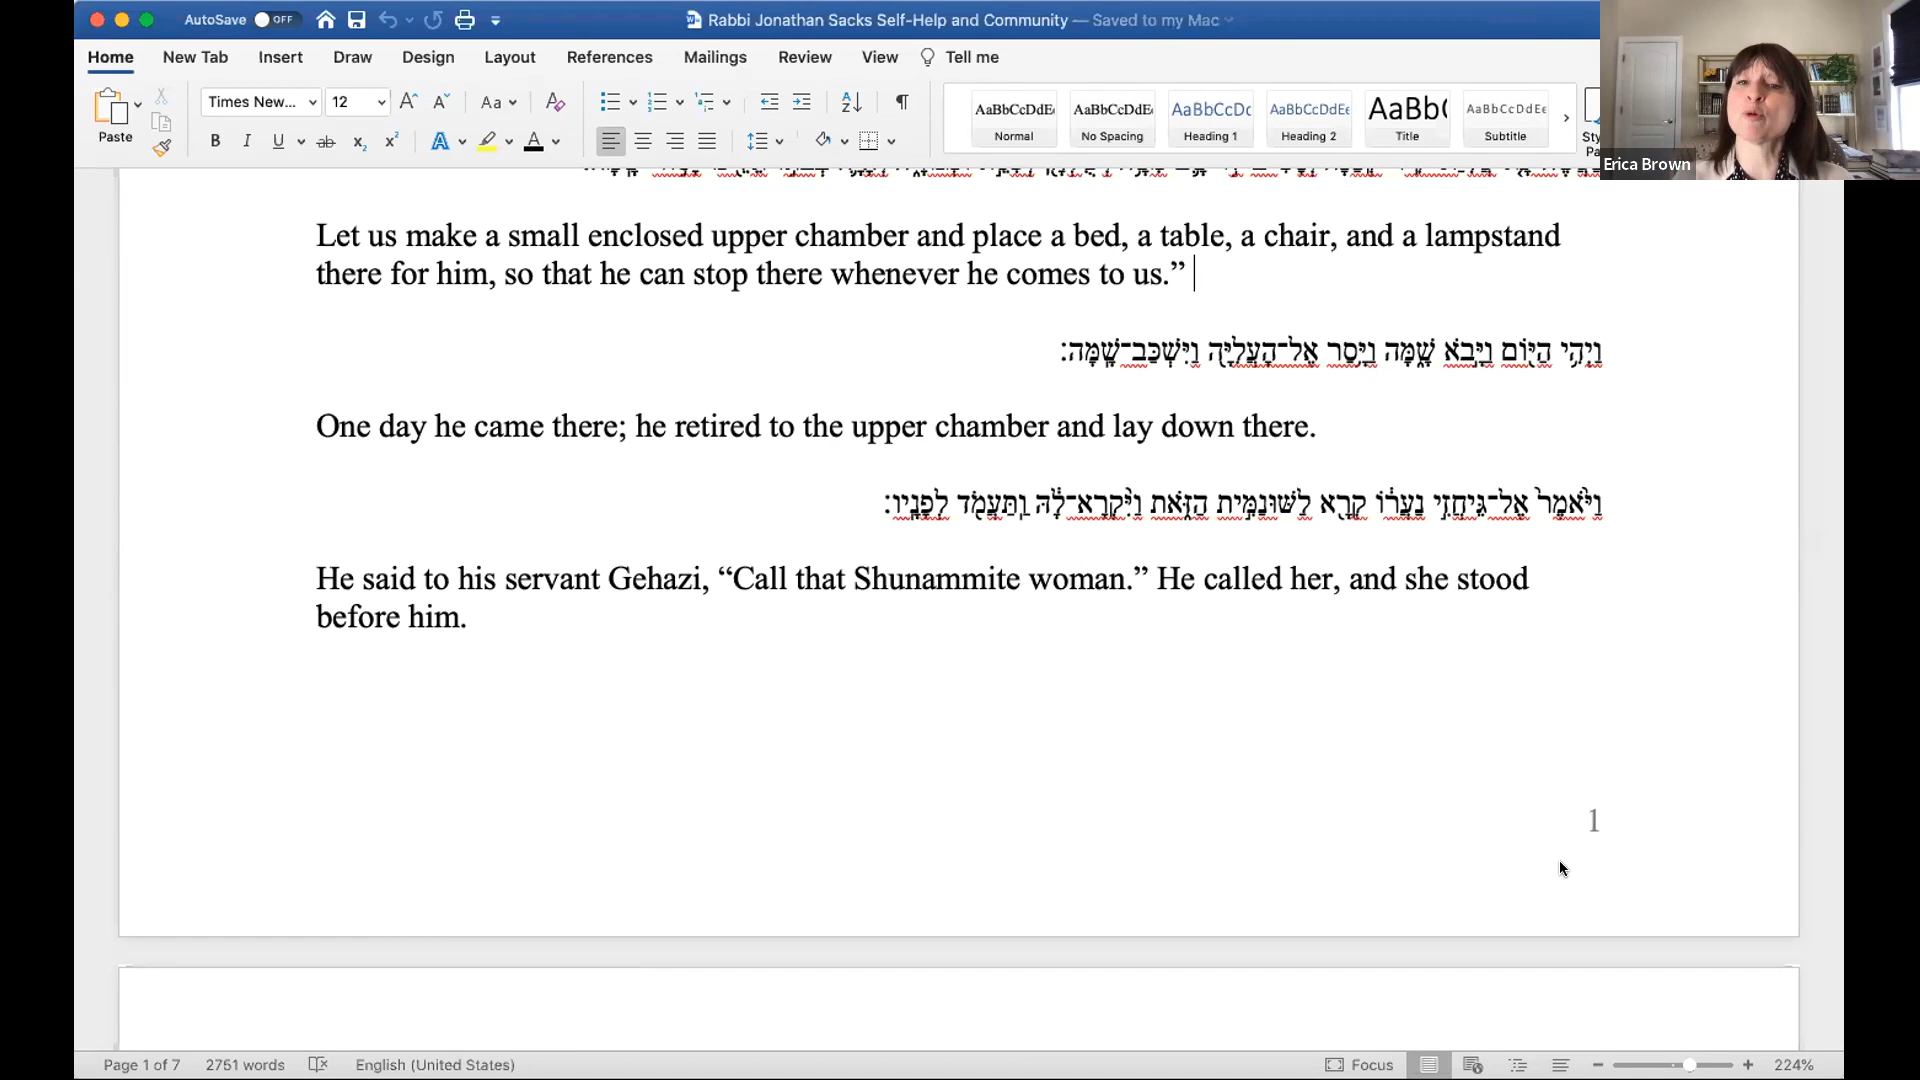 AutoSave OFF
Rabbi Jonathan Sacks Self-Help and Community — Saved to my Mac
Home New Tab Insert Draw Design Layout References Mailings Review View Tell me
Paste
Times New... 12
AaBbCcDdEe AaBbCcDdEe AaBbCcDc AaBbCcDdEe AaBb( AaBbCcDdEe
Normal No Spacing Heading 1 Heading 2 Title Subtitle
Erica Brown
Let us make a small enclosed upper chamber and place a bed, a table, a chair, and a lampstand
there for him, so that he can stop there whenever he comes to us.”
וַיְהִ֥י הַיּ֖וֹם וַיָּ֣בֹא שָׁ֑מָּה וַיָּ֥סַר אֶל־הָעֲלִיָּ֖ה וַיִּשְׁכַּב־שָֽׁמָּה׃
One day he came there; he retired to the upper chamber and lay down there.
וַיֹּ֙אמֶר֙ אֶל־גֵּיחֲזִ֣י נַעֲר֔וֹ קְרָ֖א לַשּׁוּנַמִּ֣ית הַזֹּ֑את וַיִּ֨קְרָא־לָ֔הּ וַֽתַּעֲמֹ֖ד לְפָנָֽיו׃
He said to his servant Gehazi, “Call that Shunammite woman.” He called her, and she stood
before him.
1
Page 1 of 7 2751 words English (United States) Focus 224%